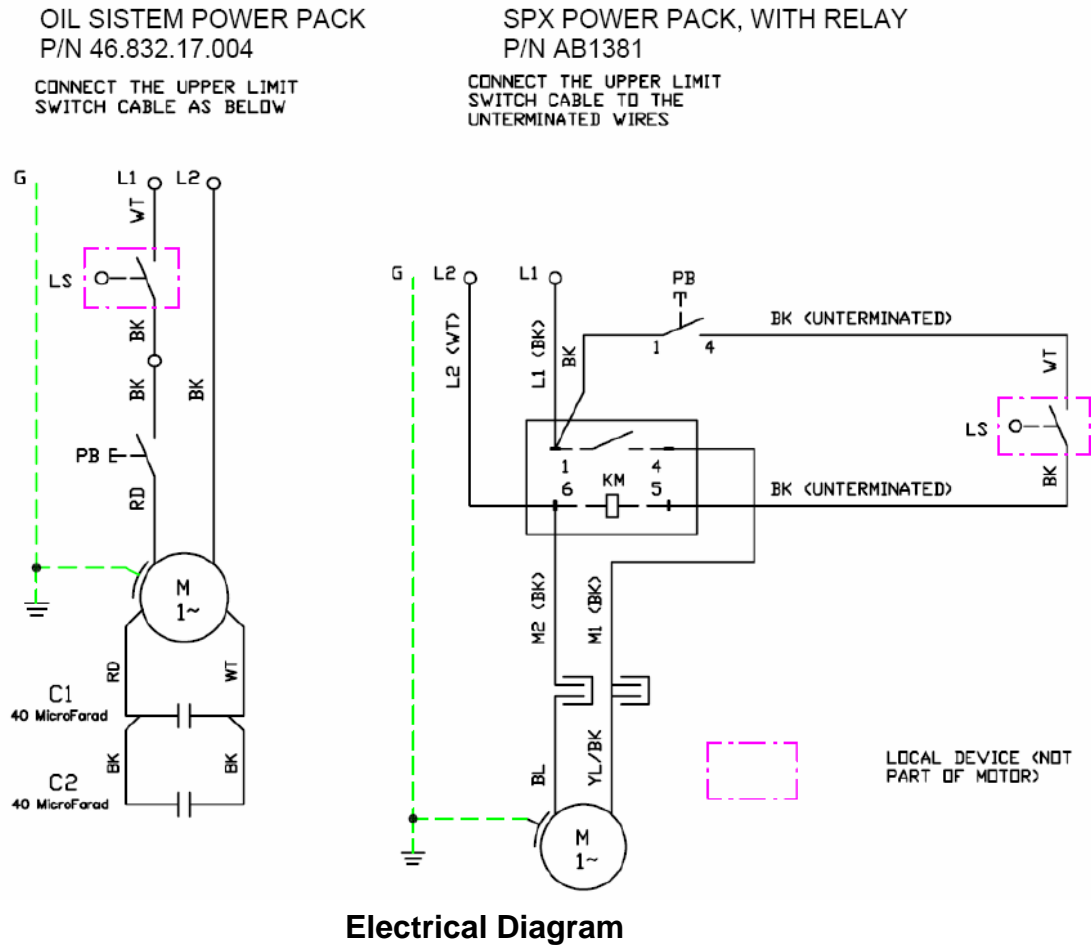 OIL SISTEM POWER PACK
P/N 46.832.17.004
CONNECT THE UPPER LIMIT
SWITCH CABLE AS BELOW
G
L1
L2
WT
LS
BK
BK
BK
PB
RD
M
1~
RD
WT
C1
40 MicroFarad
BK
BK
C2
40 MicroFarad
SPX POWER PACK, WITH RELAY
P/N AB1381
CONNECT THE UPPER LIMIT
SWITCH CABLE TO THE
UNTERMINATED WIRES
G
L2
L1
PB
BK (UNTERMINATED)
1
4
L2 (WT)
L1 (BK)
BK
WT
LS
1
4
6
KM
5
BK (UNTERMINATED)
BK
M2 (BK)
M1 (BK)
BL
YL/BK
M
1~
LOCAL DEVICE (NOT
PART OF MOTOR)
Electrical Diagram